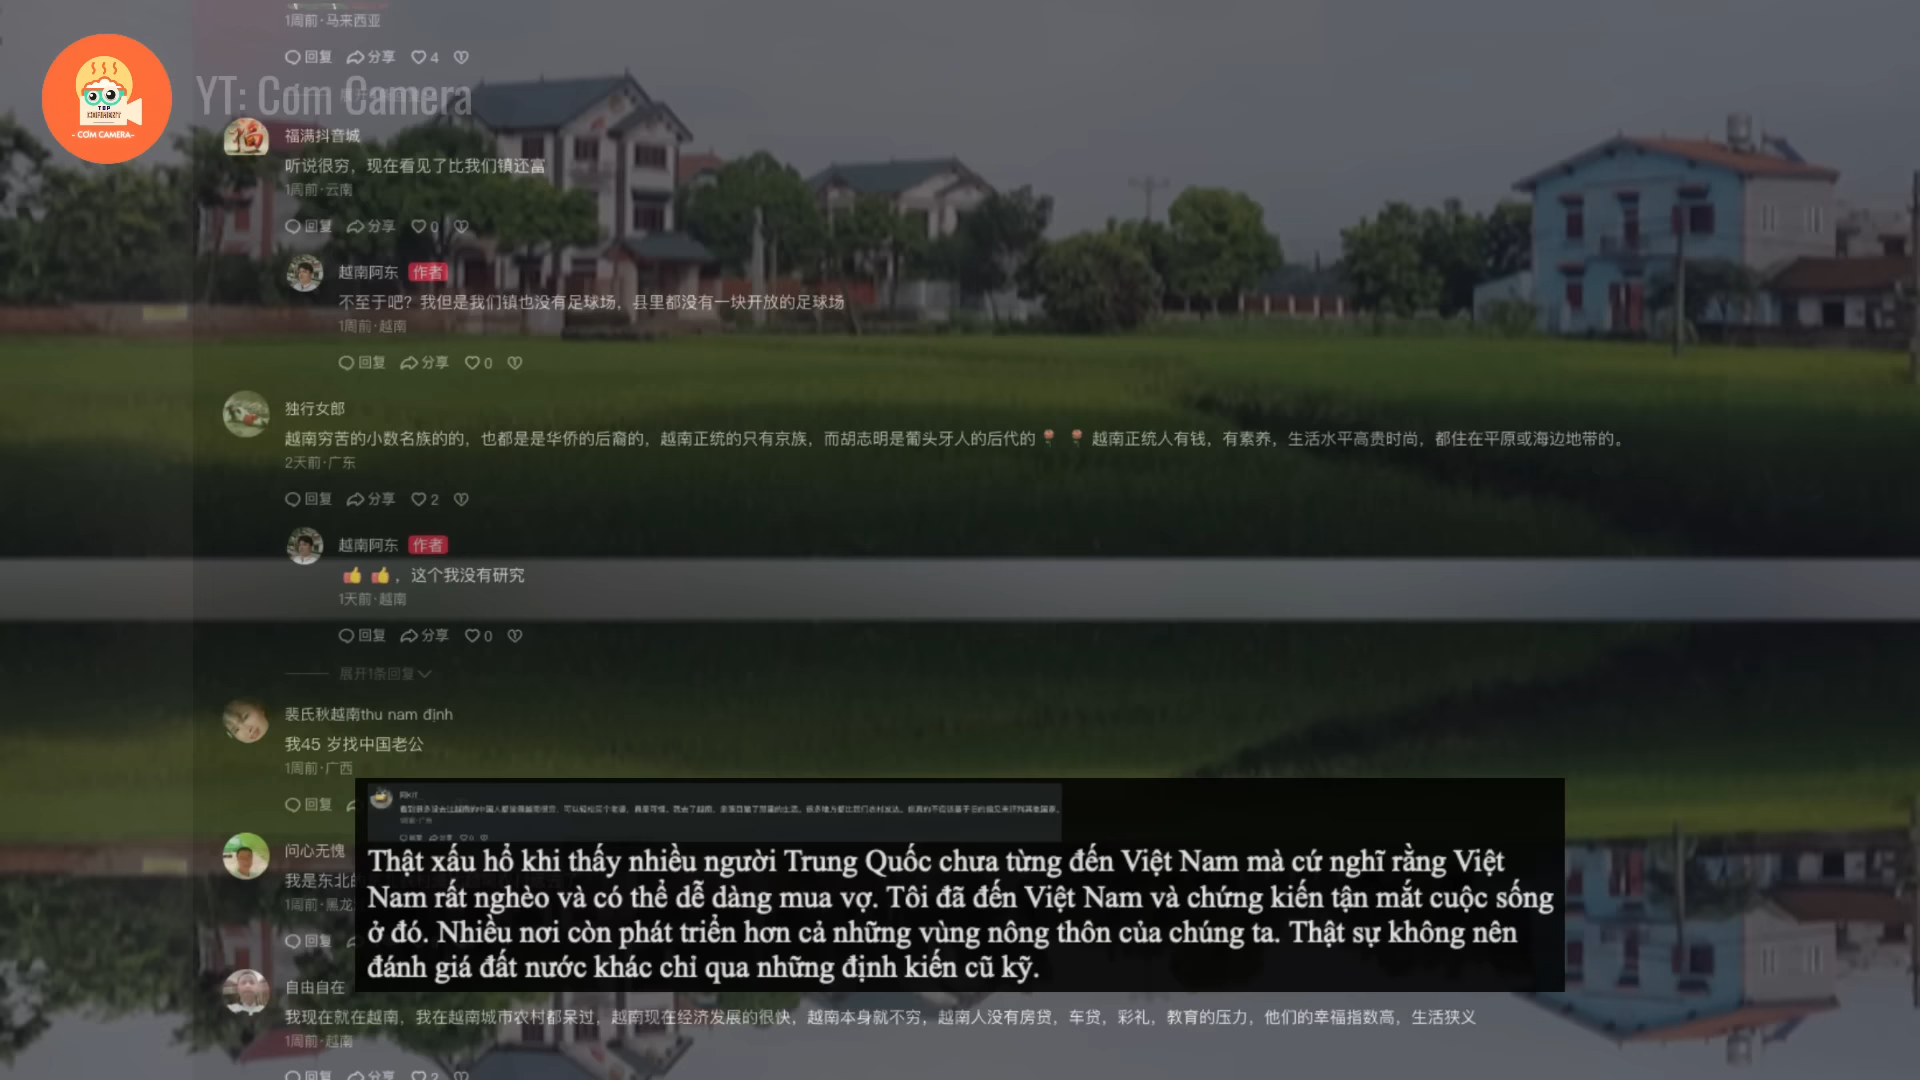 1周前·马来西亚
回复 分享 4
YT: Cơm Camera
- CƠM CAMERA-
福满抖音城
听说很穷，现在看见了比我们镇还富
1周前·云南
回复 分享 0
越南阿东 作者
不至于吧？我但是我们镇也没有足球场，县里都没有一块开放的足球场
1周前·越南
回复 分享 0
独行女郎
越南穷苦的小数名族的的，也都是是华侨的后裔的，越南正统的只有京族，而胡志明是葡头牙人的后代的🌹🌹越南正统人有钱，有素养，生活水平高贵时尚，都住在平原或海边地带的。
2天前·广东
回复 分享 2
越南阿东 作者
👍👍，这个我没有研究
1天前·越南
回复 分享 0
展开1条回复
裴氏秋越南thu nam định
我45 岁找中国老公
1周前·广西
回复
问心无愧
我是东北的
1周前·黑龙
回复
Thật xấu hổ khi thấy nhiều người Trung Quốc chưa từng đến Việt Nam mà cứ nghĩ rằng Việt
Nam rất nghèo và có thể dễ dàng mua vợ. Tôi đã đến Việt Nam và chứng kiến tận mắt cuộc sống
ở đó. Nhiều nơi còn phát triển hơn cả những vùng nông thôn của chúng ta. Thật sự không nên
đánh giá đất nước khác chỉ qua những định kiến cũ kỹ.
自由自在
我现在就在越南，我在越南城市农村都呆过，越南现在经济发展的很快，越南本身就不穷，越南人没有房贷，车贷，彩礼，教育的压力，他们的幸福指数高，生活狭义
1周前·越南
回复 分享 2